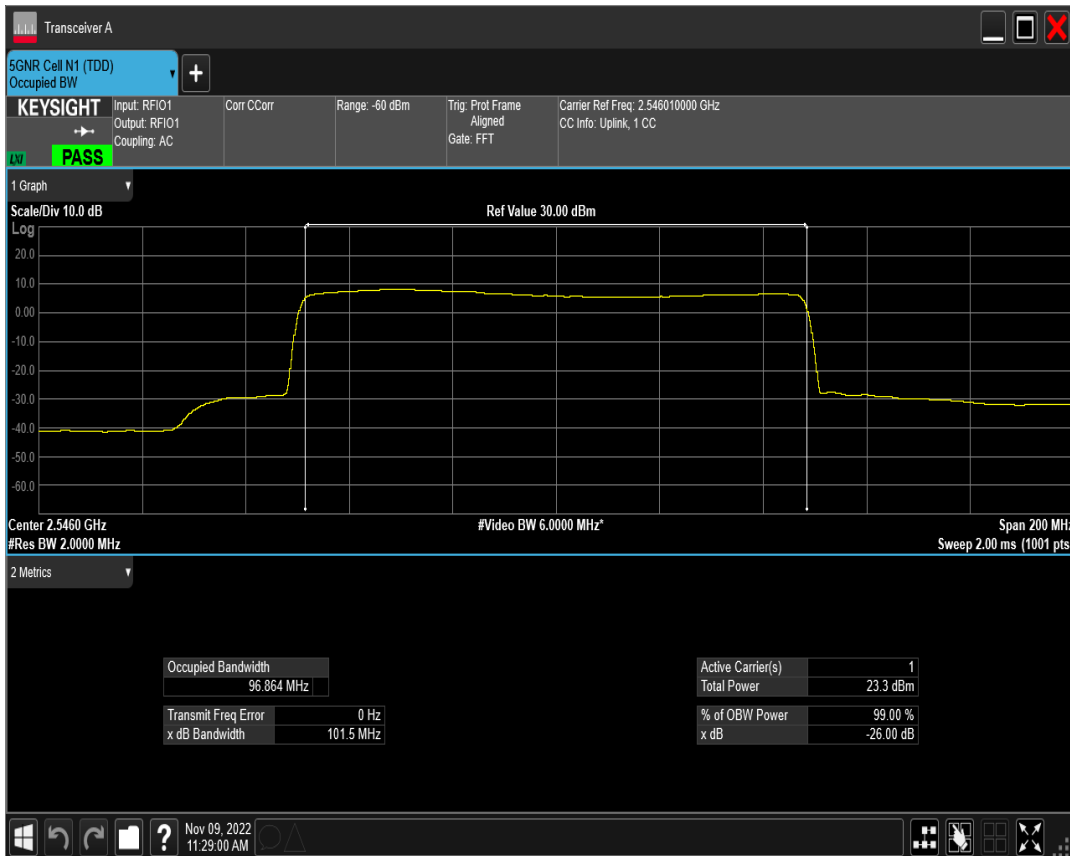 Transceiver A
5GNR Cell N1 (TDD)
Occupied BW
+
KEYSIGHT
LXI
PASS
Input: RFIO1
Output: RFIO1
Coupling: AC
Corr CCorr
Range: -60 dBm
Trig: Prot Frame
Aligned
Gate: FFT
Carrier Ref Freq: 2.546010000 GHz
CC Info: Uplink, 1 CC
1 Graph
Scale/Div 10.0 dB
Ref Value 30.00 dBm
Log
20.0
10.0
0.00
-10.0
-20.0
-30.0
-40.0
-50.0
-60.0
Center 2.5460 GHz
#Video BW 6.0000 MHz*
Span 200 MHz
#Res BW 2.0000 MHz
Sweep 2.00 ms (1001 pts
2 Metrics
Occupied Bandwidth
96.864 MHz
Transmit Freq Error 0 Hz
x dB Bandwidth 101.5 MHz
Active Carrier(s) 1
Total Power 23.3 dBm
% of OBW Power 99.00 %
x dB -26.00 dB
?
Nov 09, 2022
11:29:00 AM